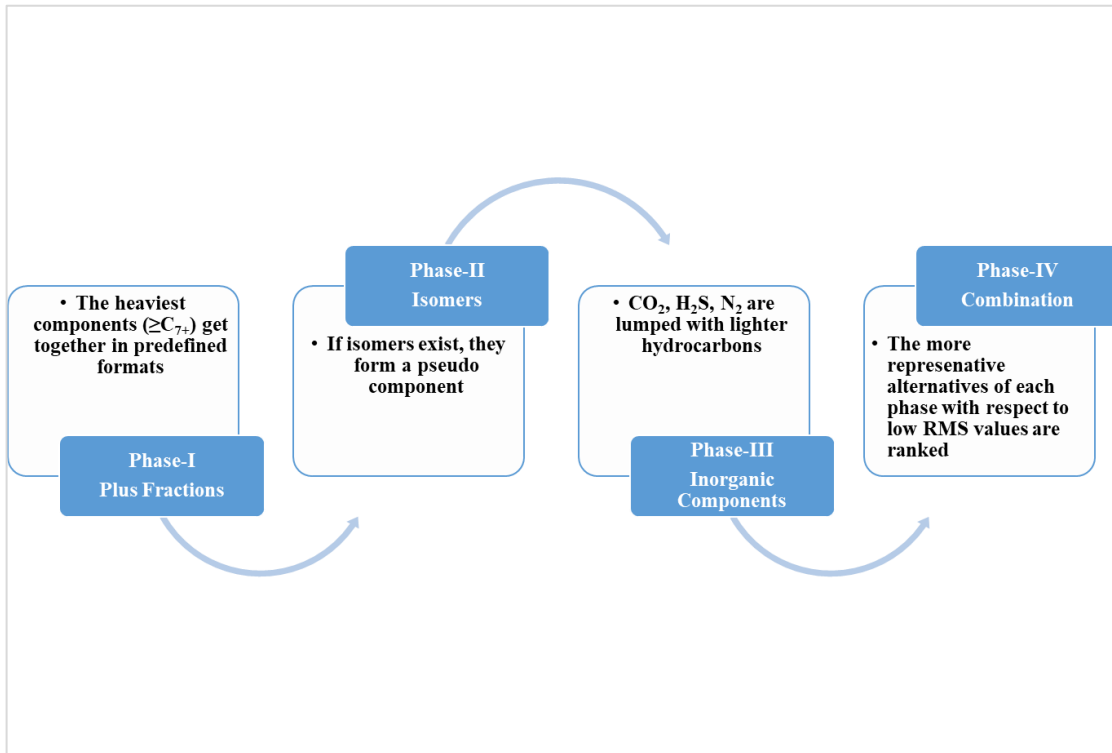 • The heaviest
components (≥C₇₊) get
together in predefined
formats
Phase-I
Plus Fractions
Phase-II
Isomers
• If isomers exist, they
form a pseudo
component
• CO₂, H₂S, N₂ are
lumped with lighter
hydrocarbons
Phase-III
Inorganic
Components
Phase-IV
Combination
• The more
represenative
alternatives of each
phase with respect to
low RMS values are
ranked